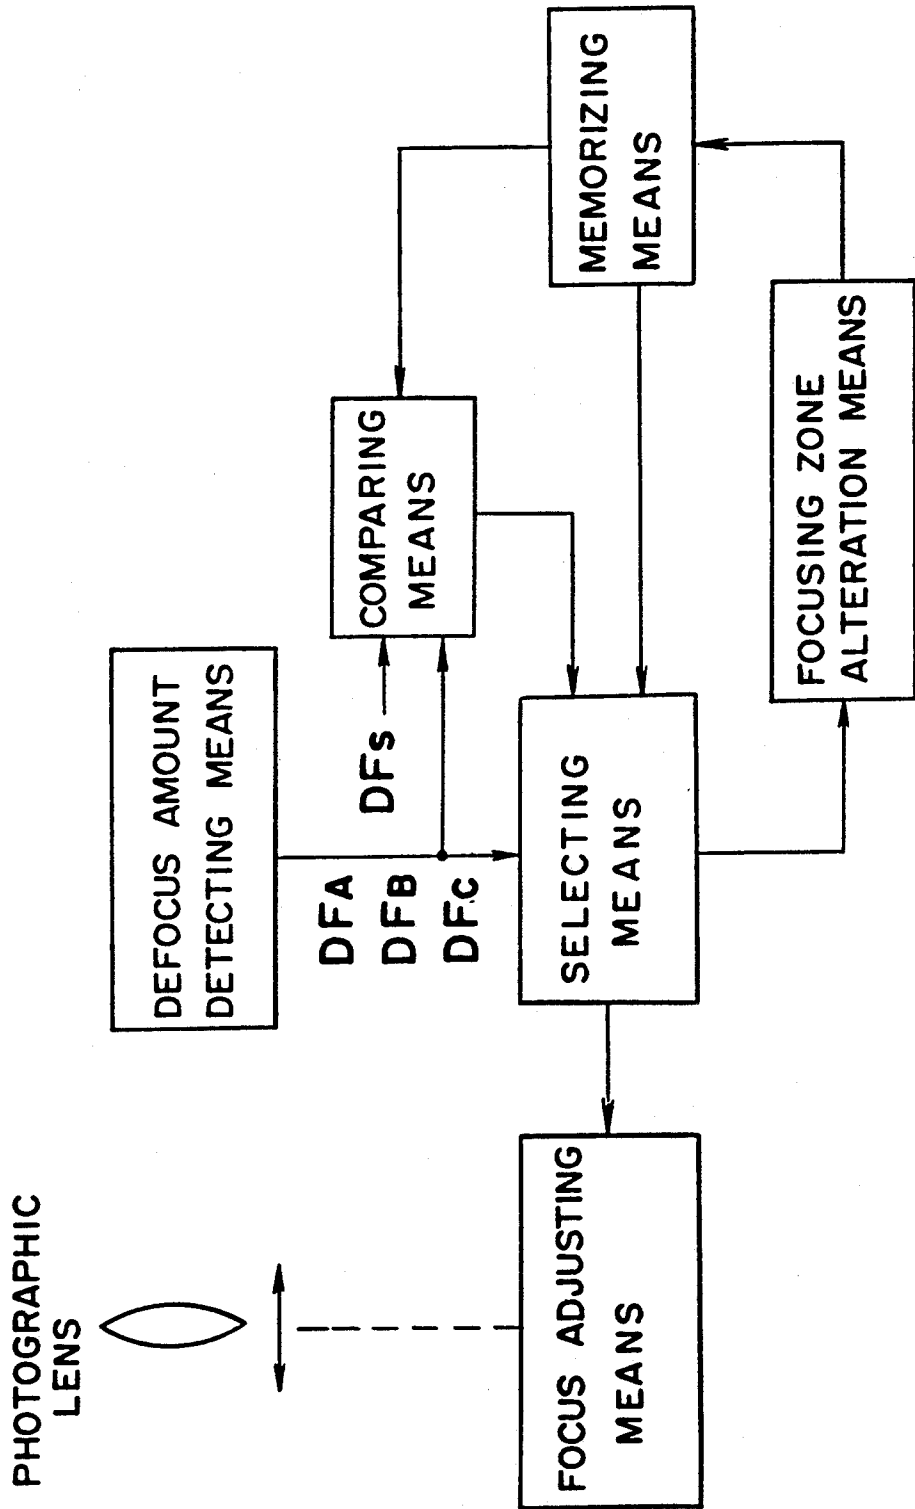 PHOTOGRAPHIC
LENS
FOCUS ADJUSTING
MEANS
DEFOCUS AMOUNT
DETECTING MEANS
DFA
DFB
DFC
DFS
SELECTING
MEANS
COMPARING
MEANS
MEMORIZING
MEANS
FOCUSING ZONE
ALTERATION MEANS